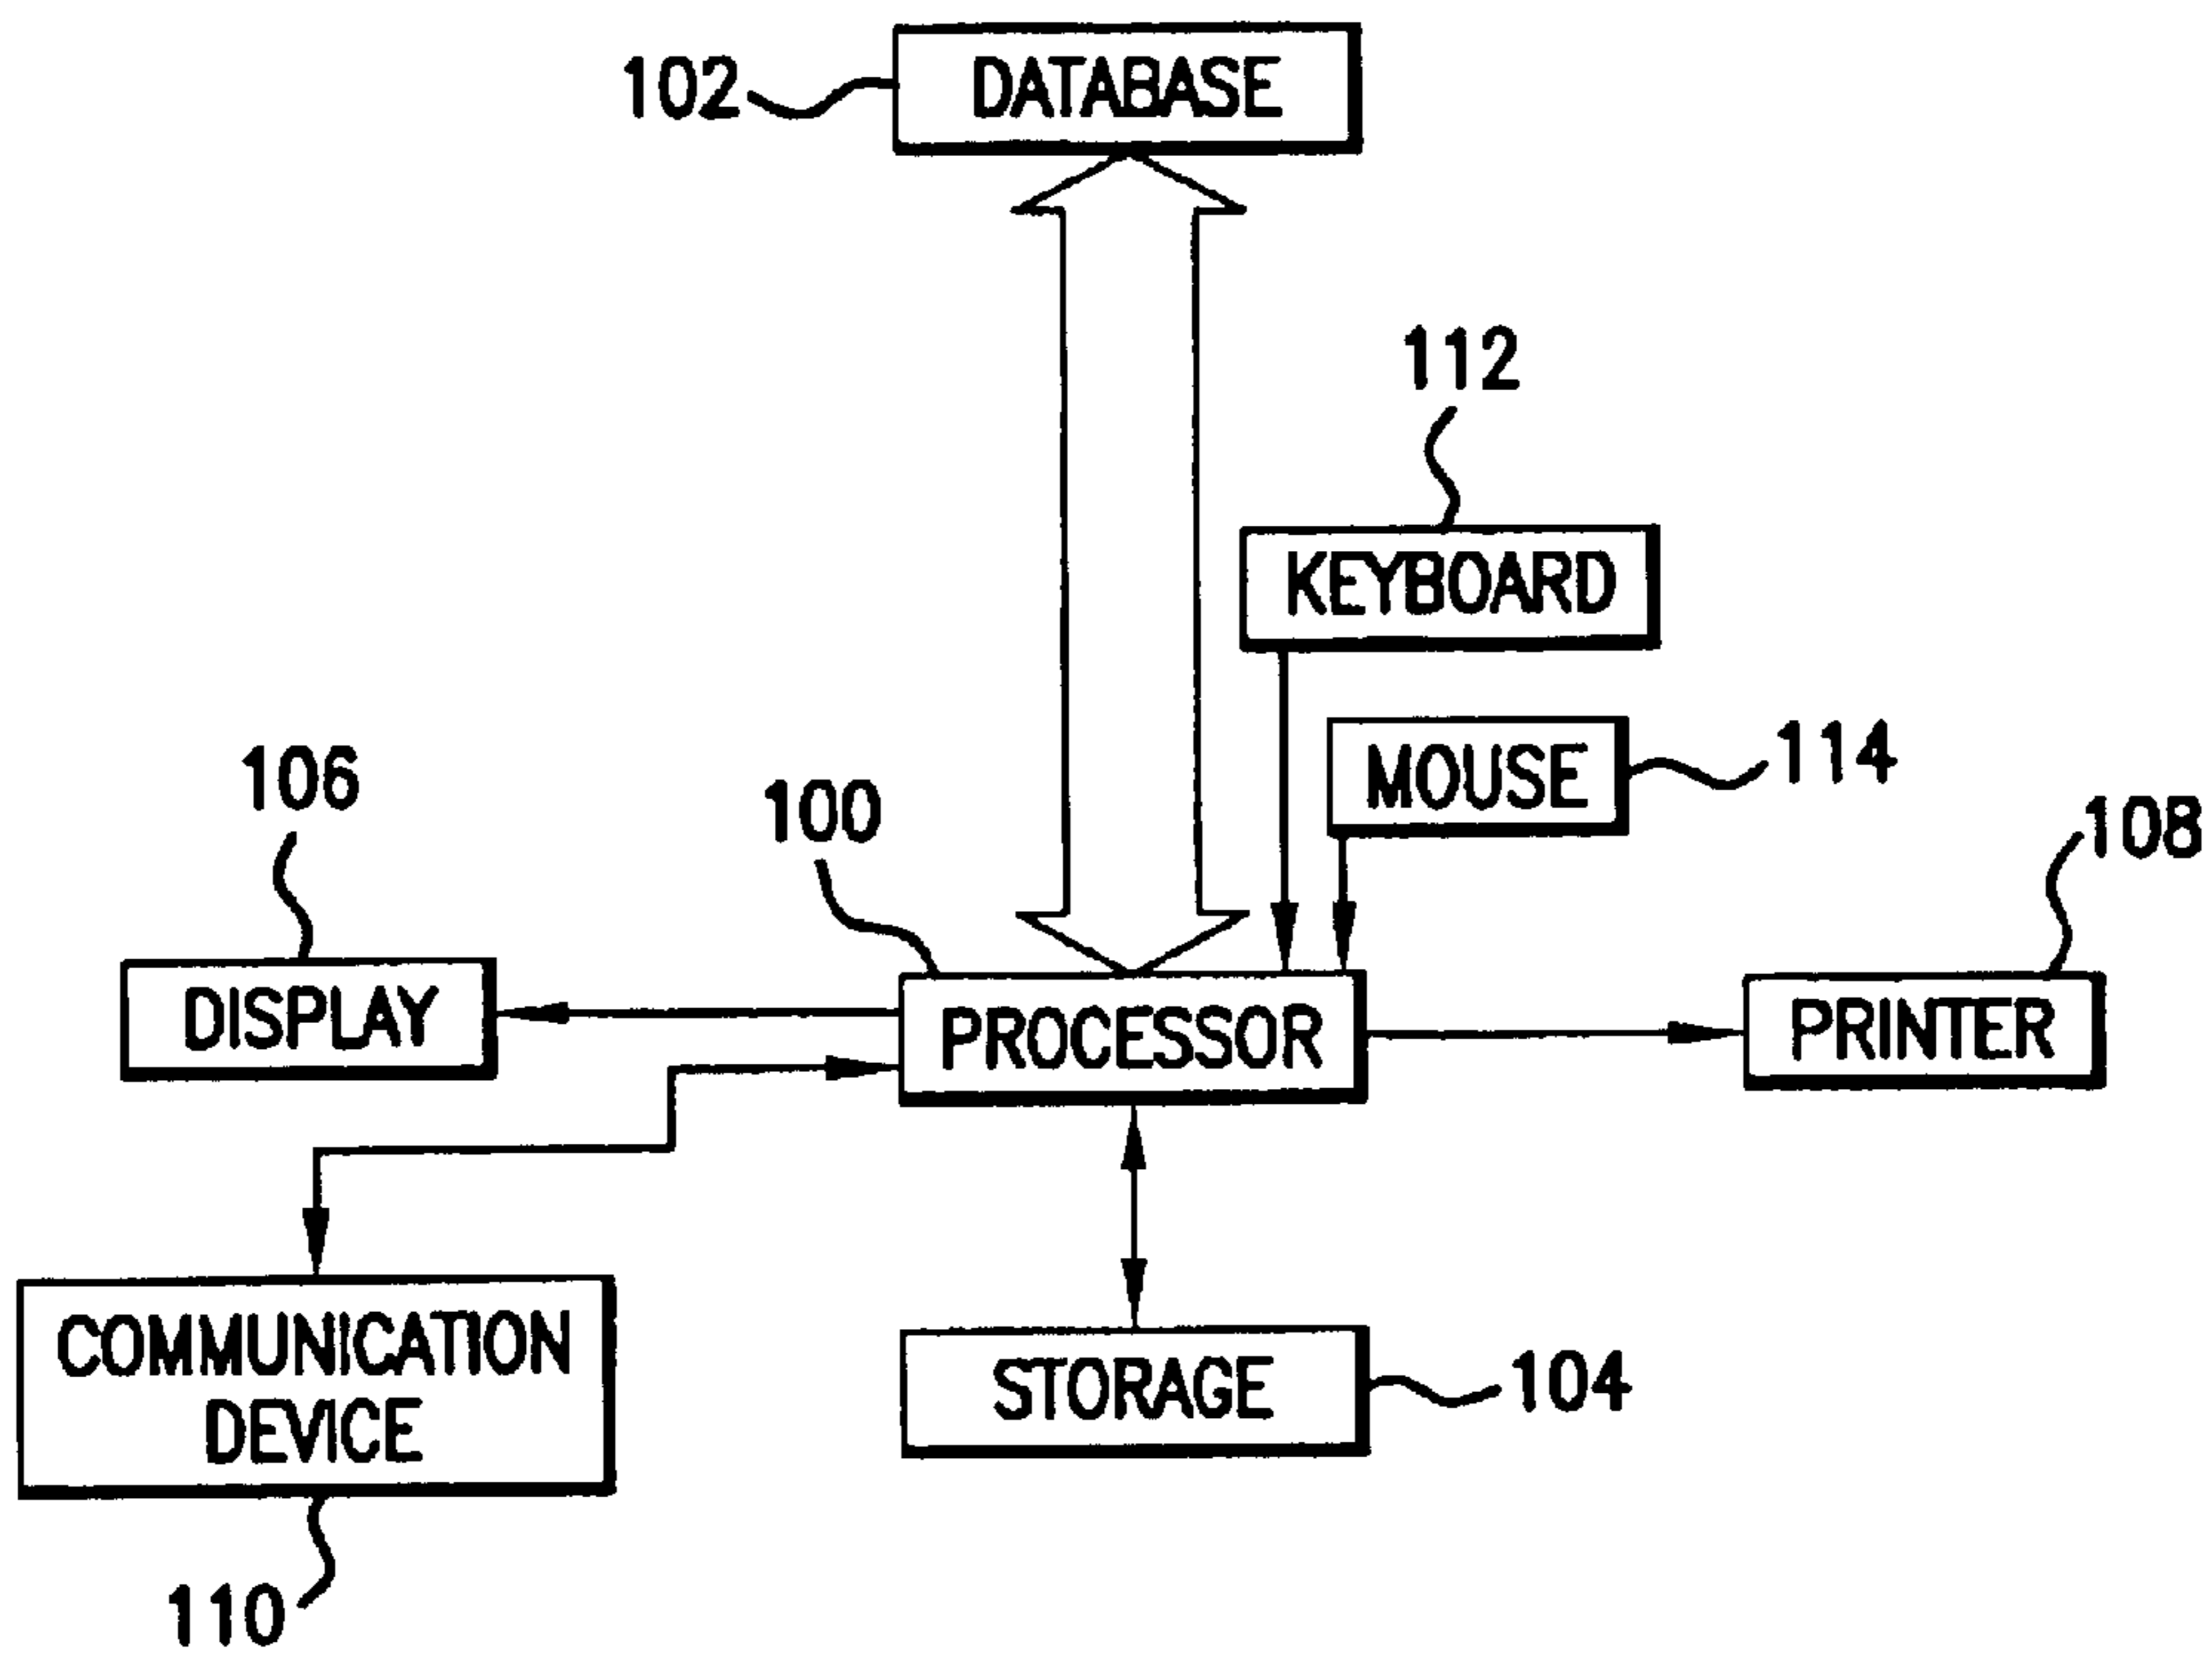 102
DATABASE
112
KEYBOARD
114
MOUSE
106
100
108
DISPLAY
PROCESSOR
PRINTER
COMMUNICATION
DEVICE
STORAGE
104
110